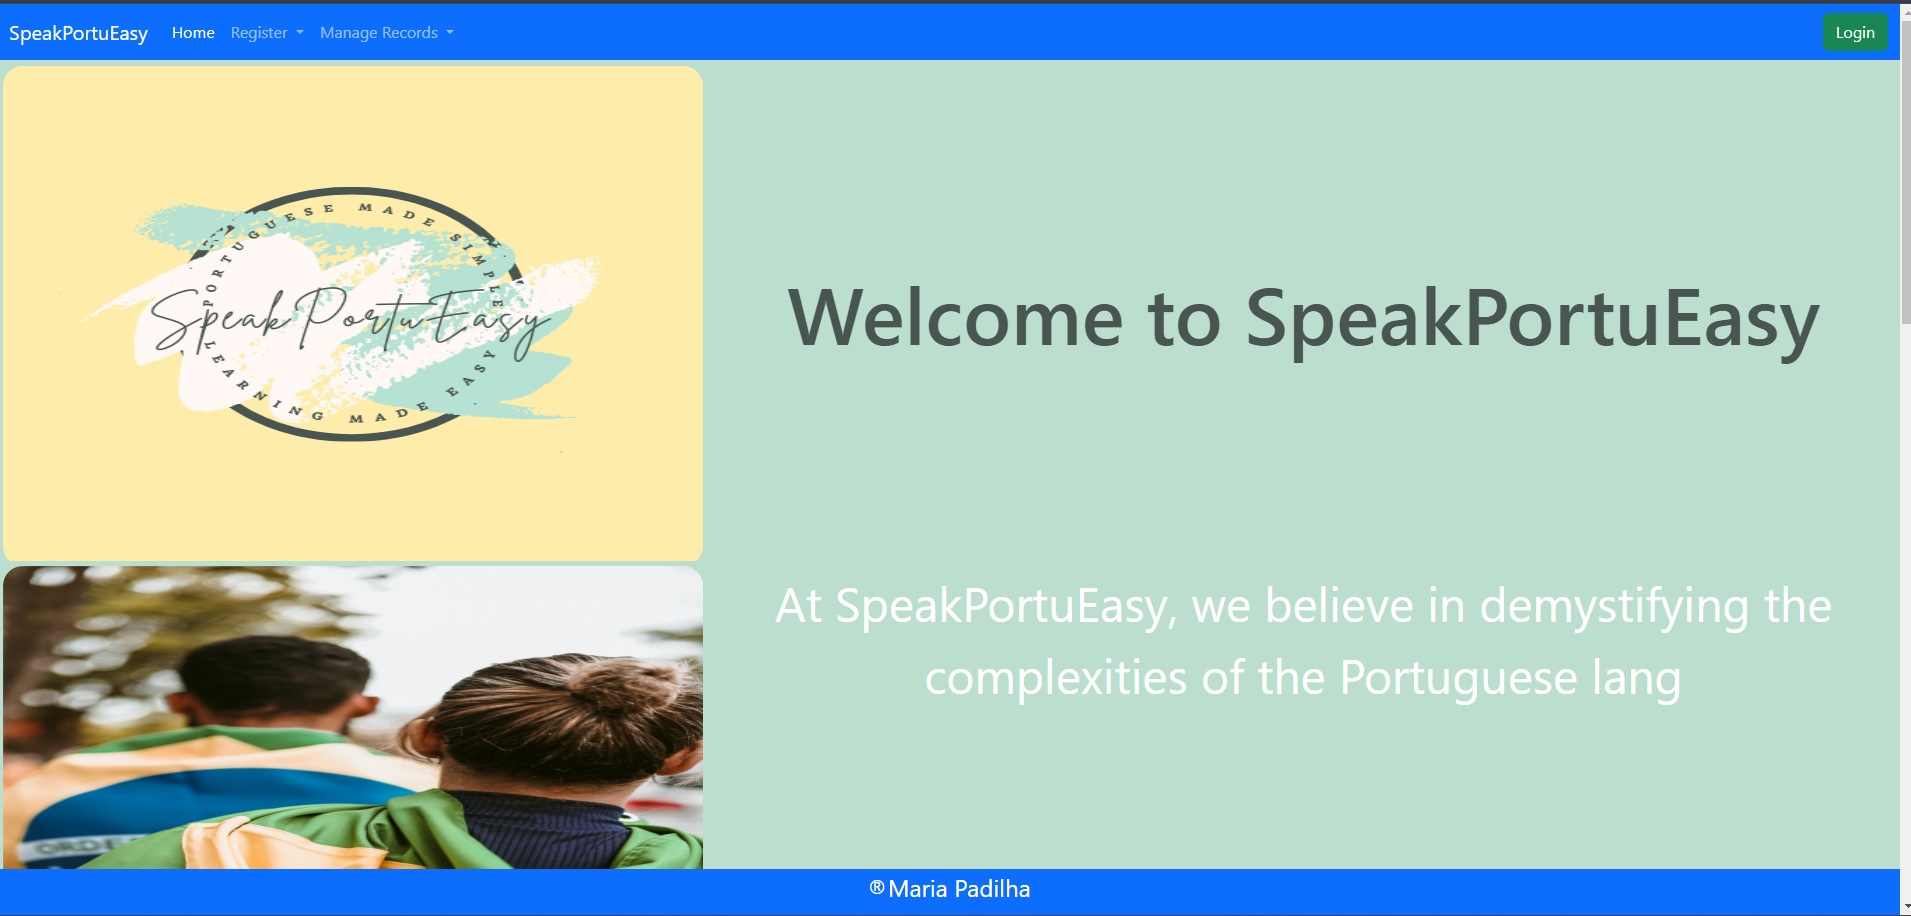 SpeakPortuEasy Home Register Manage Records Login
PORTUGUESE MADE SIMPLE
SpeakPortuEasy
LEARNING MADE EASY
Welcome to SpeakPortuEasy
At SpeakPortuEasy, we believe in demystifying the
complexities of the Portuguese lang
ORDE
®Maria Padilha